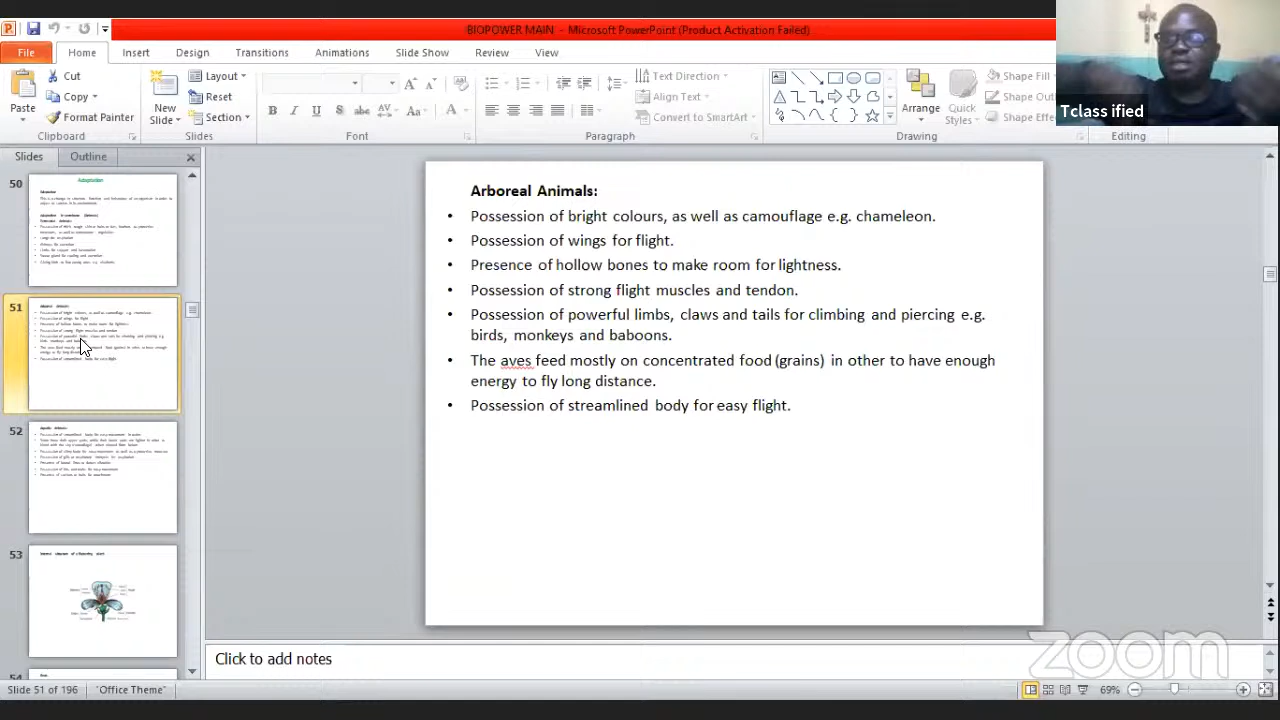 BIOPOWER MAIN - Microsoft PowerPoint (Product Activation Failed)
File Home Insert Design Transitions Animations Slide Show Review View
Cut
Copy
Format Painter
Paste
Clipboard
New
Slide
Layout
Reset
Section
Slides
Font
Text Direction
Align Text
Convert to SmartArt
Paragraph
Arrange
Quick
Styles
Shape Fill
Shape Out
Shape Effe
Drawing
Editing
Tclass ified
Slides Outline
50
Adaptation
51
52
53
54
Arboreal Animals:
• Possession of bright colours, as well as camouflage e.g. chameleon.
• Possession of wings for flight.
• Presence of hollow bones to make room for lightness.
• Possession of strong flight muscles and tendon.
• Possession of powerful limbs, claws and tails for climbing and piercing e.g.
birds, monkeys and baboons.
• The aves feed mostly on concentrated food (grains) in other to have enough
energy to fly long distance.
• Possession of streamlined body for easy flight.
Click to add notes
zoom
Slide 51 of 196 "Office Theme" 69%